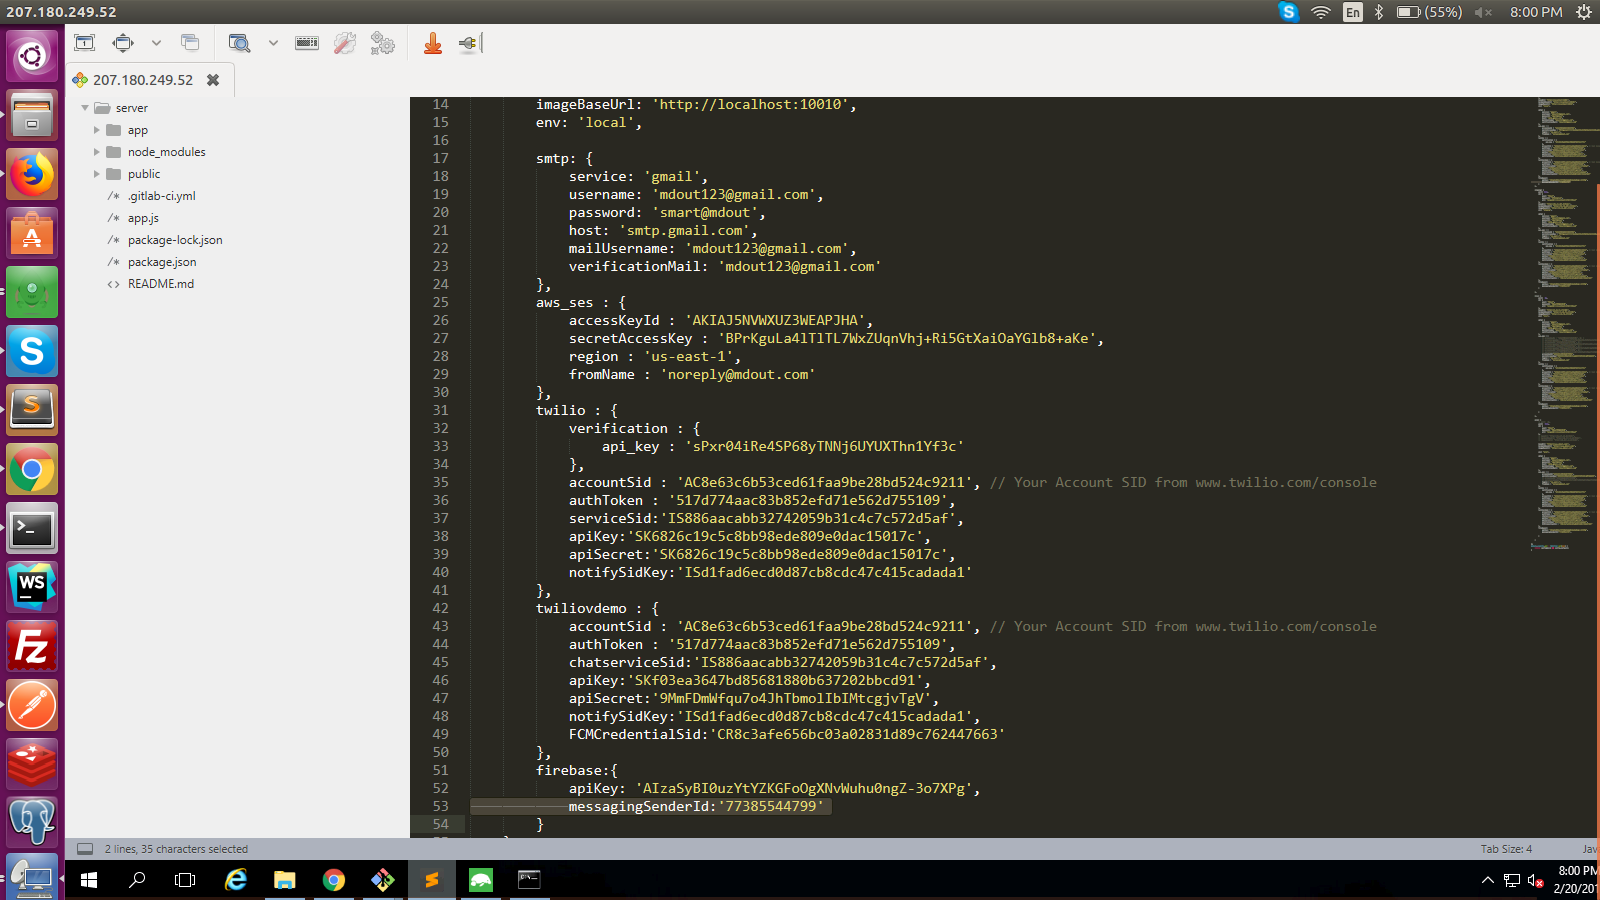 207.180.249.52
En
(55%)
8:00 PM
207.180.249.52
server
app
node_modules
public
.gitlab-ci.yml
app.js
package-lock.json
package.json
README.md
14 imageBaseUrl: 'http://localhost:10010',
15 env: 'local',
16
17 smtp: {
18 service: 'gmail',
19 username: 'mdout123@gmail.com',
20 password: 'smart@mdout',
21 host: 'smtp.gmail.com',
22 mailUsername: 'mdout123@gmail.com',
23 verificationMail: 'mdout123@gmail.com'
24 },
25 aws_ses : {
26 accessKeyId : 'AKIAJ5NVWXUZ3WEAPJHA',
27 secretAccessKey : 'BPrKguLa4lTlTL7WxZUqnVhj+Ri5GtXaiOaYGlb8+aKe',
28 region : 'us-east-1',
29 fromName : 'noreply@mdout.com'
30 },
31 twilio : {
32 verification : {
33 api_key : 'sPxr04iRe4SP68yTNNj6UYUXThn1Yf3c'
34 },
35 accountSid : 'AC8e63c6b53ced61faa9be28bd524c9211', // Your Account SID from www.twilio.com/console
36 authToken : '517d774aac83b852efd71e562d755109',
37 serviceSid:'IS886aacabb32742059b31c4c7c572d5af',
38 apiKey:'SK6826c19c5c8bb98ede809e0dac15017c',
39 apiSecret:'SK6826c19c5c8bb98ede809e0dac15017c',
40 notifySidKey:'ISd1fad6ecd0d87cb8cdc47c415cadada1'
41 },
42 twiliovdemo : {
43 accountSid : 'AC8e63c6b53ced61faa9be28bd524c9211', // Your Account SID from www.twilio.com/console
44 authToken : '517d774aac83b852efd71e562d755109',
45 chatserviceSid:'IS886aacabb32742059b31c4c7c572d5af',
46 apiKey:'SKf03ea3647bd85681880b637202bbcd91',
47 apiSecret:'9MmFDmWfqu7o4JhTbmolIbIMtcgjvTgV',
48 notifySidKey:'ISd1fad6ecd0d87cb8cdc47c415cadada1',
49 FCMCredentialSid:'CR8c3afe656bc03a02831d89c762447663'
50 },
51 firebase:{
52 apiKey: 'AIzaSyBI0uzYtYZKGFoOgXNvWuhu0ngZ-3o7XPg',
53 messagingSenderId:'77385544799'
54 }
2 lines, 35 characters selected
Tab Size: 4
Jav
8:00 PM
2/20/201